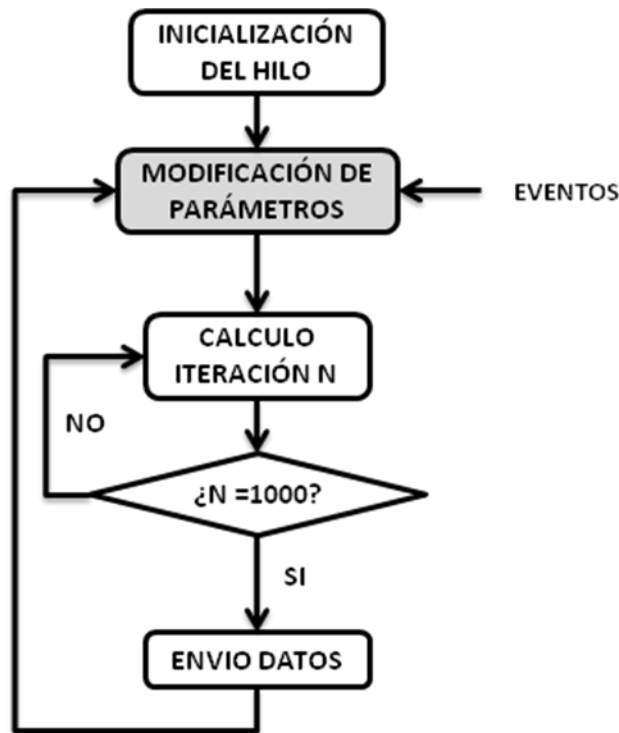 INICIALIZACIÓN
DEL HILO
MODIFICACIÓN DE
PARÁMETROS
EVENTOS
CALCULO
ITERACIÓN N
NO
¿N =1000?
SI
ENVIO DATOS